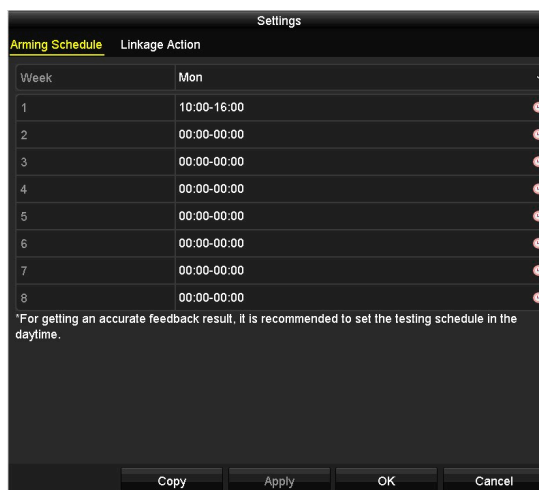 Settings
Arming Schedule Linkage Action
Week Mon
1 10:00-16:00
2 00:00-00:00
3 00:00-00:00
4 00:00-00:00
5 00:00-00:00
6 00:00-00:00
7 00:00-00:00
8 00:00-00:00
*For getting an accurate feedback result, it is recommended to set the testing schedule in the
daytime.
Copy Apply OK Cancel